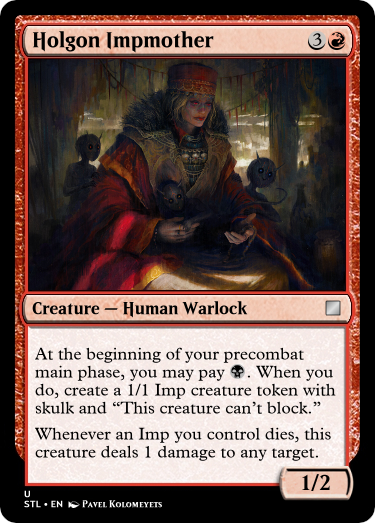 Holgon Impmother 3
Creature — Human Warlock
At the beginning of your precombat
main phase, you may pay . When you
do, create a 1/1 Imp creature token with
skulk and “This creature can’t block.”
Whenever an Imp you control dies, this
creature deals 1 damage to any target.
1/2
U
STL • EN Pavel Kolomeyets